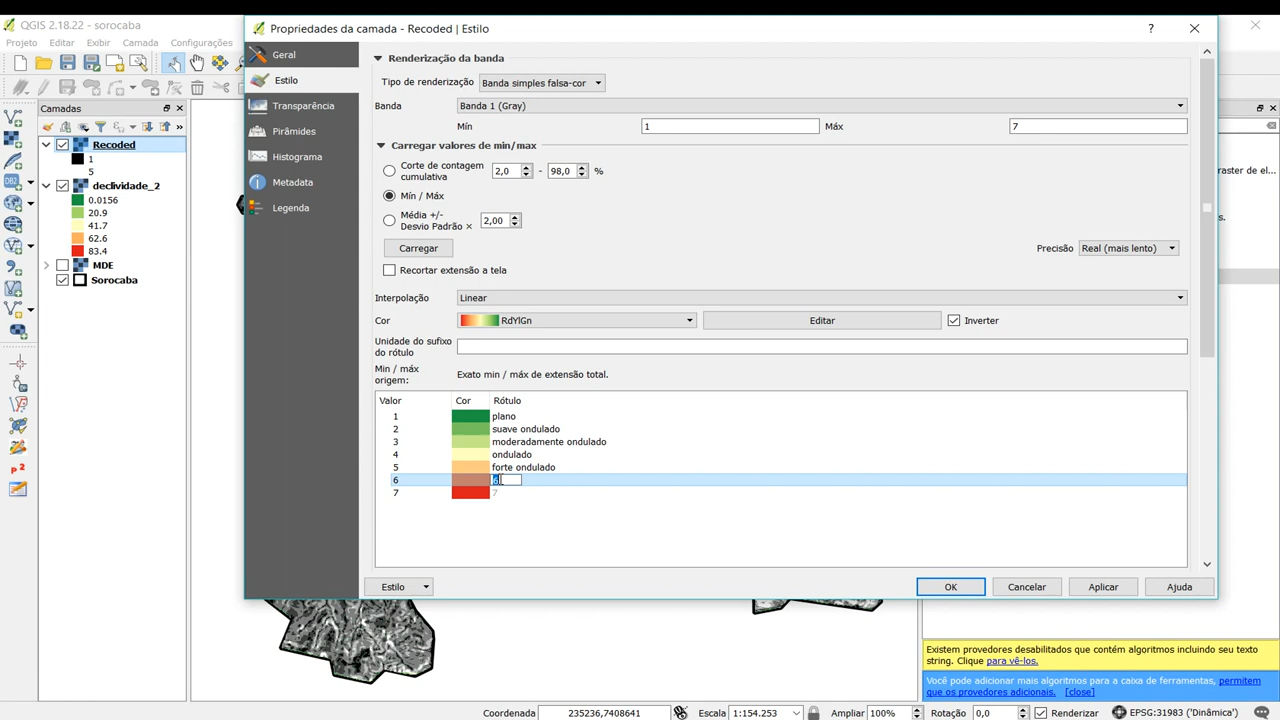 QGIS 2.18.22 - sorocaba
Projeto Editar Exibir Camada Configurações
Camadas
Recoded
1
5
declividade_2
0.0156
20.9
41.7
62.6
83.4
MDE
Sorocaba
Propriedades da camada - Recoded | Estilo
Geral
Estilo
Transparência
Pirâmides
Histograma
Metadata
Legenda
Renderização da banda
Tipo de renderização Banda simples falsa-cor
Banda Banda 1 (Gray)
Mín 1 Máx 7
Carregar valores de min/max
Corte de contagem
cumulativa 2,0 - 98,0 %
Mín / Máx
Média +/-
Desvio Padrão × 2,00
Carregar Precisão Real (mais lento)
Recortar extensão a tela
Interpolação Linear
Cor RdYlGn Editar Inverter
Unidade do sufixo
do rótulo
Min / máx
origem: Exato min / máx de extensão total.
Valor Cor Rótulo
1 plano
2 suave ondulado
3 moderadamente ondulado
4 ondulado
5 forte ondulado
6 6
7 7
Estilo OK Cancelar Aplicar Ajuda
raster de el...
s.
Existem provedores desabilitados que contém algoritmos incluindo seu texto
string. Clique para vê-los.
Você pode adicionar mais algoritmos para a caixa de ferramentas, permitem
que os provedores adicionais. [close]
Coordenada 235236,7408641 Escala 1:154.253 Ampliar 100% Rotação 0,0 Renderizar EPSG:31983 ('Dinâmica')